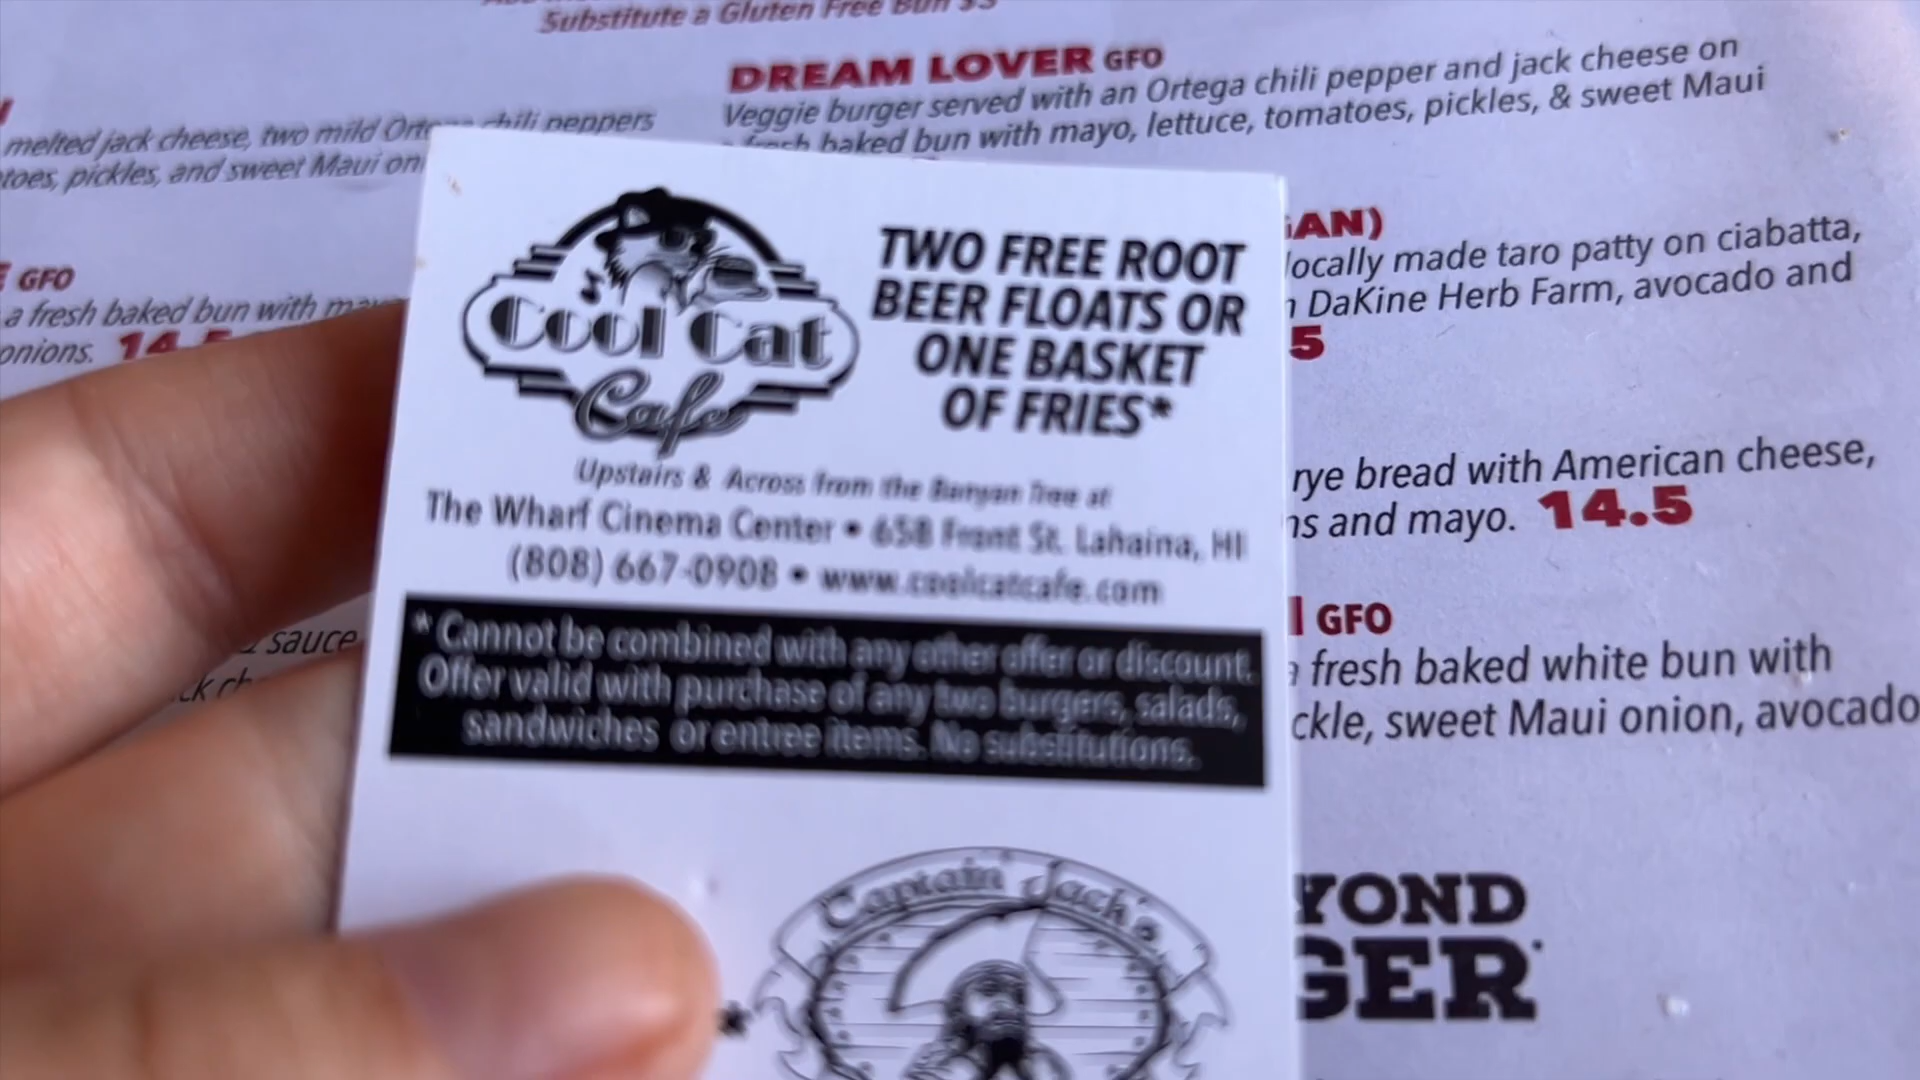 Substitute a Gluten Free Bun $3
melted jack cheese, two mild Ortega chili peppers
toes, pickles, and sweet Maui oni
GFO
a fresh baked bun with mayo
onions. 14.5
sauce
DREAM LOVER GFO
Veggie burger served with an Ortega chili pepper and jack cheese on
fresh baked bun with mayo, lettuce, tomatoes, pickles, & sweet Maui
AN)
locally made taro patty on ciabatta,
DaKine Herb Farm, avocado and
5
rye bread with American cheese,
ns and mayo. 14.5
GFO
fresh baked white bun with
ckle, sweet Maui onion, avocado
YOND
GER
Cool Cat
Cafe
TWO FREE ROOT
BEER FLOATS OR
ONE BASKET
OF FRIES*
Upstairs & Across from the Banyan Tree at
The Wharf Cinema Center • 658 Front St. Lahaina, HI
(808) 667-0908 • www.coolcatcafe.com
* Cannot be combined with any other offer or discount.
Offer valid with purchase of any two burgers, salads,
sandwiches or entree items. No substitutions.
Captain Jack's